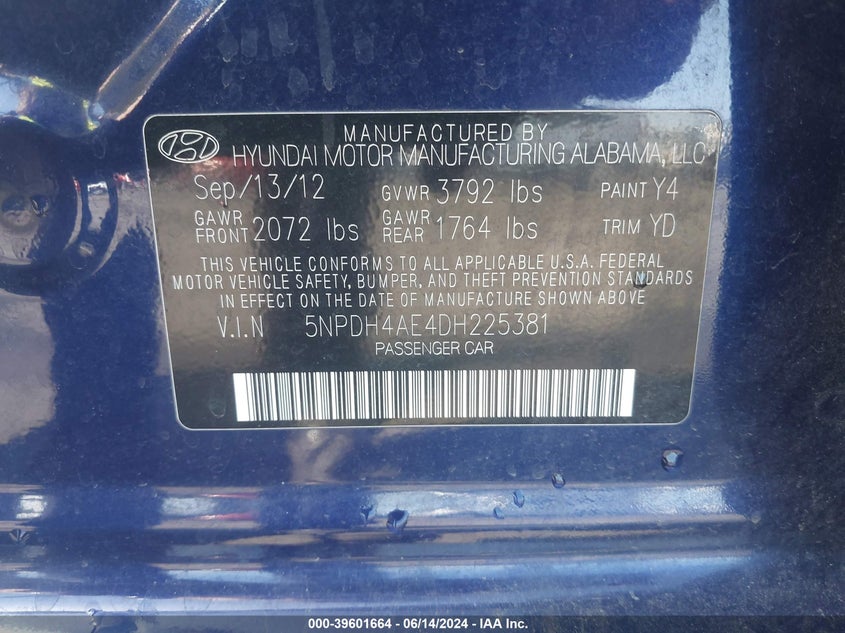 MANUFACTURED BY
HYUNDAI MOTOR MANUFACTURING ALABAMA, LLC
Sep/13/12 GVWR 3792 lbs PAINT Y4
GAWR FRONT 2072 lbs GAWR REAR 1764 lbs TRIM YD
THIS VEHICLE CONFORMS TO ALL APPLICABLE U.S.A. FEDERAL
MOTOR VEHICLE SAFETY, BUMPER, AND THEFT PREVENTION STANDARDS
IN EFFECT ON THE DATE OF MANUFACTURE SHOWN ABOVE
V.I.N 5NPDH4AE4DH225381
PASSENGER CAR
000-39601664 - 06/14/2024 - IAA Inc.